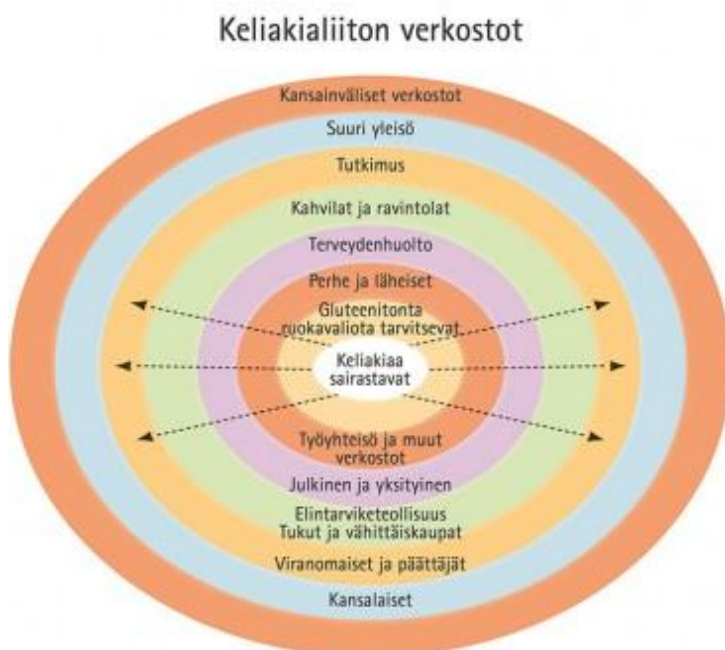 Keliakialiiton verkostot
Kansainväliset verkostot
Suuri yleisö
Tutkimus
Kahvilat ja ravintolat
Terveydenhuolto
Perhe ja läheiset
Gluteenitonta
ruokavaliota tarvitsevat
Keliakiaa
sairastavat
Työyhteisö ja muut
verkostot
Julkinen ja yksityinen
Elintarviketeollisuus
Tukut ja vähittäiskaupat
Viranomaiset ja päättäjät
Kansalaiset